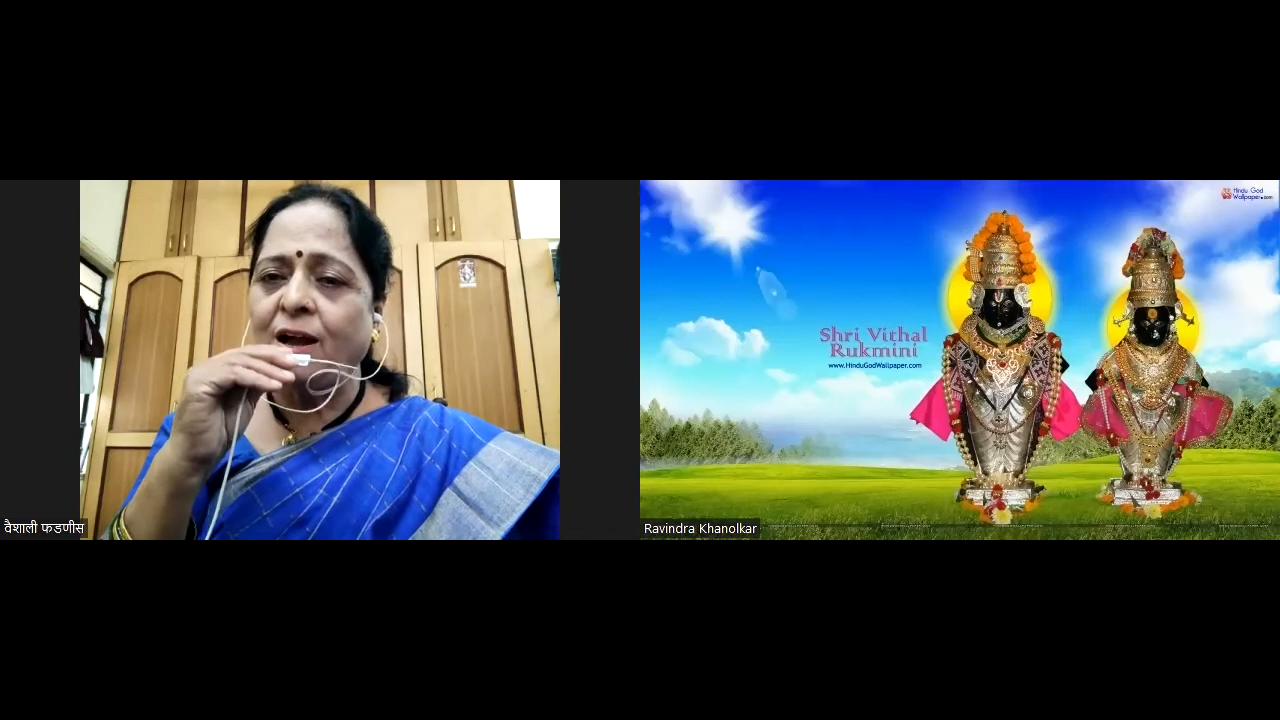 वैशाली फडणीस
Hindu God
Wallpaper.com
Shri Vithal
Rukmini
www.HinduGodWallpaper.com
Ravindra Khanolkar